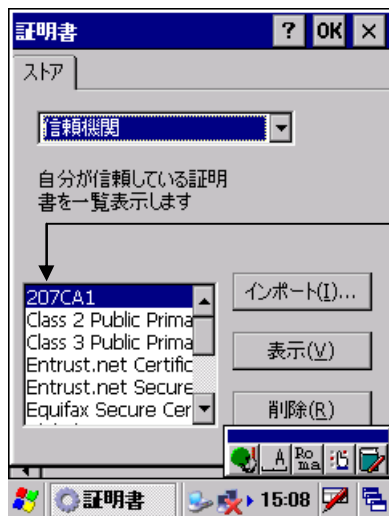 証明書 ? OK ×
ストア
信頼機関
自分が信頼している証明
書を一覧表示します
207CA1
Class 2 Public Prima
Class 3 Public Prima
Entrust.net Certific
Entrust.net Secure
Equifax Secure Cer
インポート(I)...
表示(V)
削除(R)
A Ro
ma
証明書 15:08